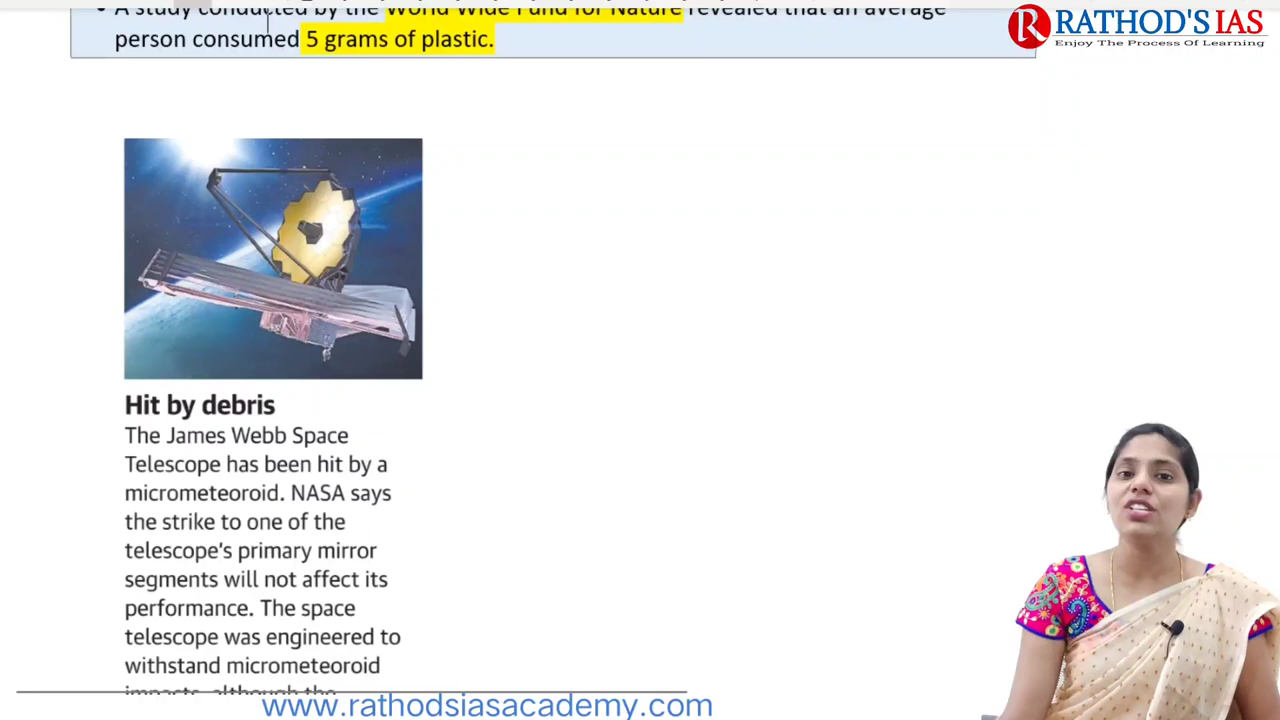 • A study conducted by the World Wide Fund for Nature revealed that an average
person consumed 5 grams of plastic.
RATHOD'S IAS
Enjoy The Process Of Learning
Hit by debris
The James Webb Space
Telescope has been hit by a
micrometeoroid. NASA says
the strike to one of the
telescope's primary mirror
segments will not affect its
performance. The space
telescope was engineered to
withstand micrometeoroid
impacts, although the
www.rathodsiasacademy.com